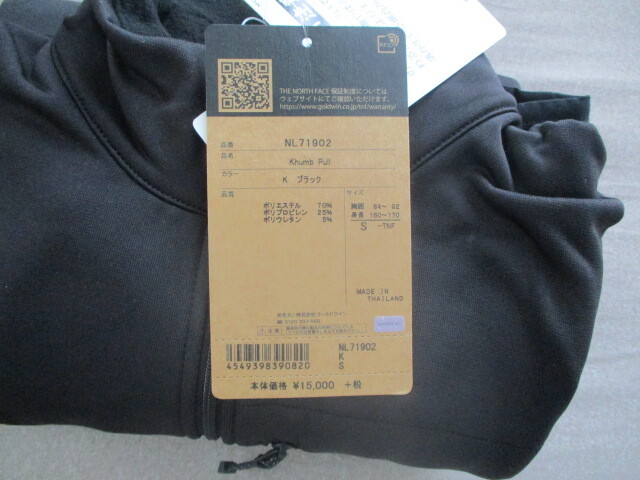 RFID
THE NORTH FACE 保証制度については
ウェブサイトにてご確認いただけます。
https://www.goldwin.co.jp/tnf/warranty/
品番 NL71902
品名 Khumb Pull
カラー K ブラック
品質 サイズ
ポリエステル 70%
ポリプロピレン 25%
ポリウレタン 5%
胸囲 84～ 92
身長 160～170
S -TNF
MADE IN
THAILAND
NL71902
K
S
4549398390820
本体価格 ¥15,000 +税